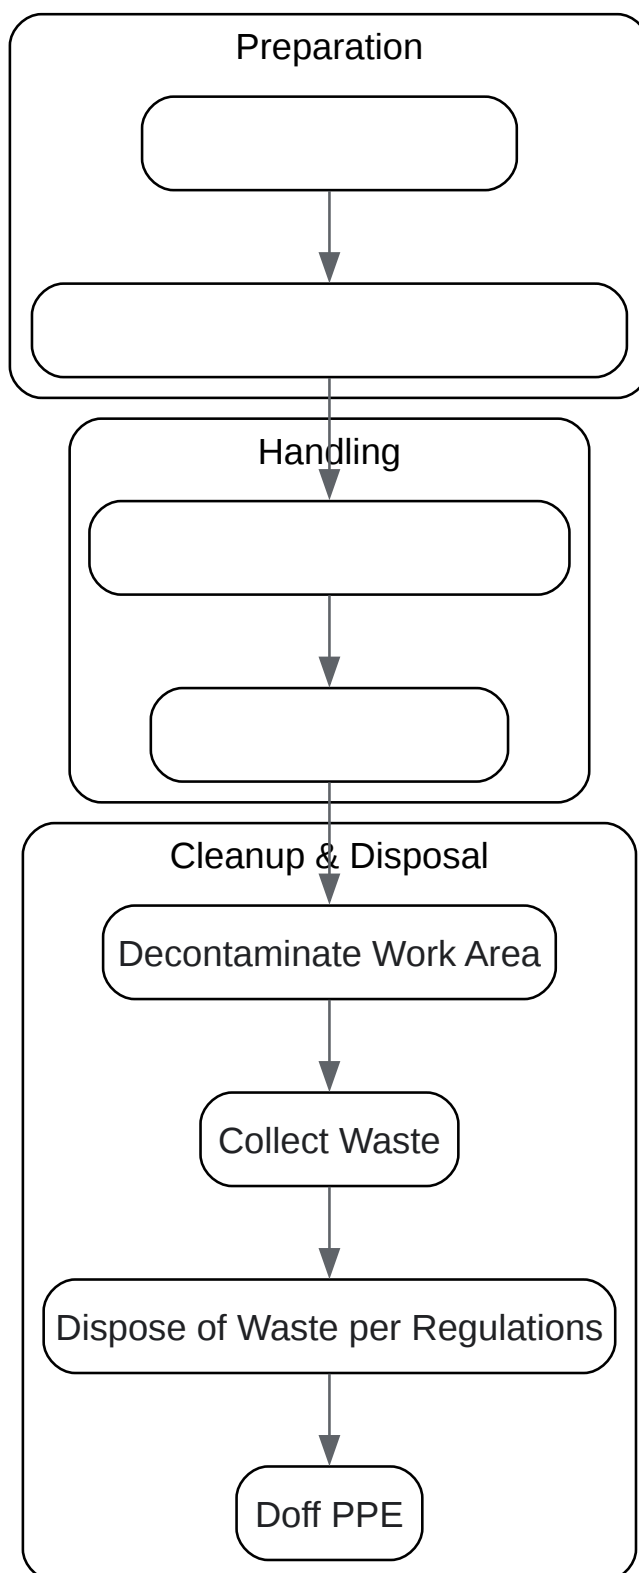 Preparation
Handling
Cleanup & Disposal
Decontaminate Work Area
Collect Waste
Dispose of Waste per Regulations
Doff PPE